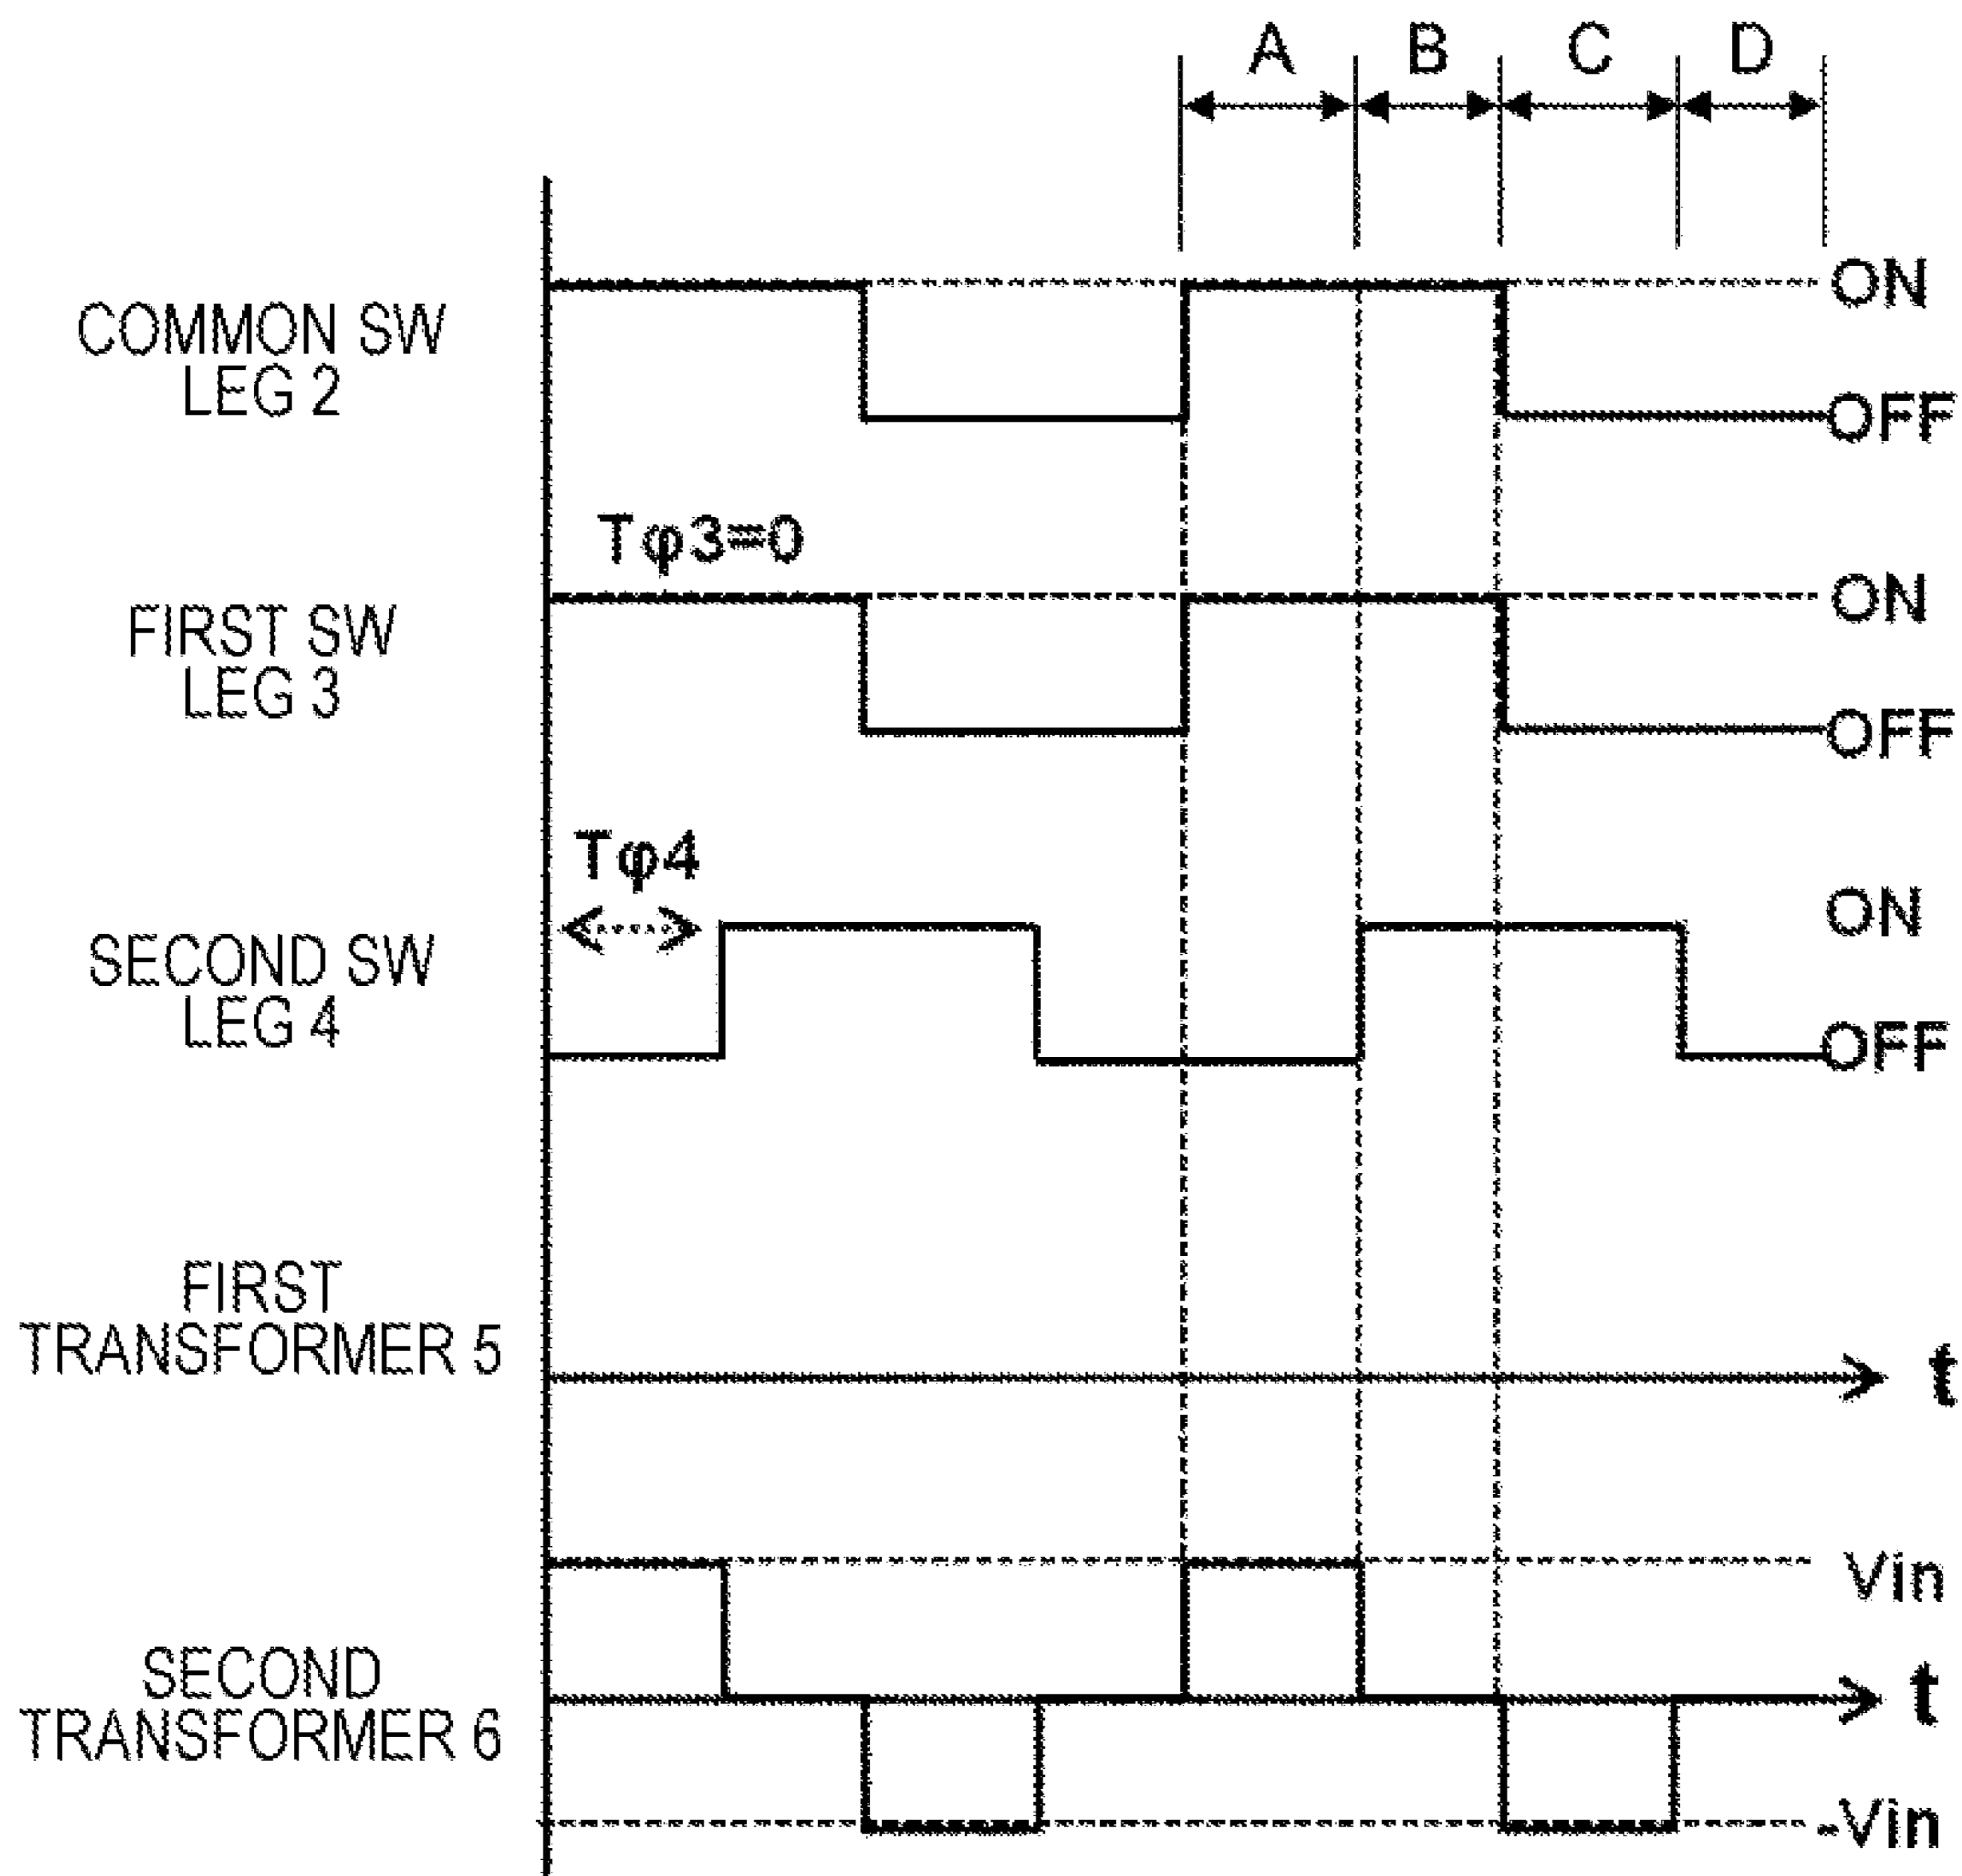 A B C D
COMMON SW
LEG 2
ON
OFF
Tφ3=0
FIRST SW
LEG 3
ON
OFF
Tφ4
SECOND SW
LEG 4
ON
OFF
FIRST
TRANSFORMER 5
t
Vin
SECOND
TRANSFORMER 6
t
-Vin